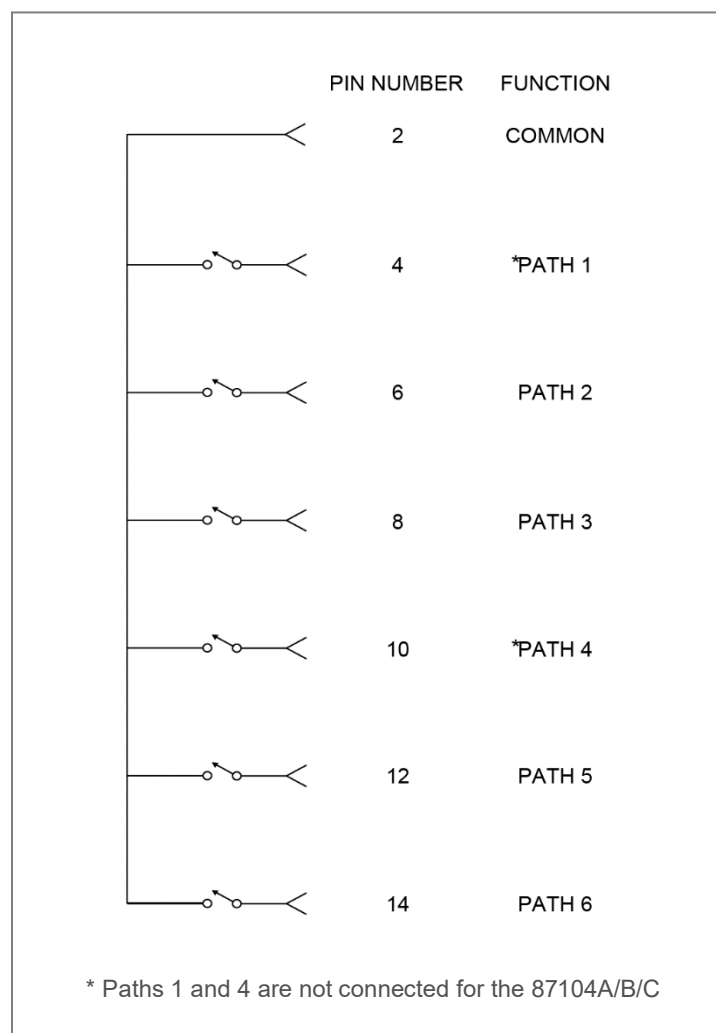 PIN NUMBER FUNCTION
2 COMMON
4 *PATH 1
6 PATH 2
8 PATH 3
10 *PATH 4
12 PATH 5
14 PATH 6
* Paths 1 and 4 are not connected for the 87104A/B/C